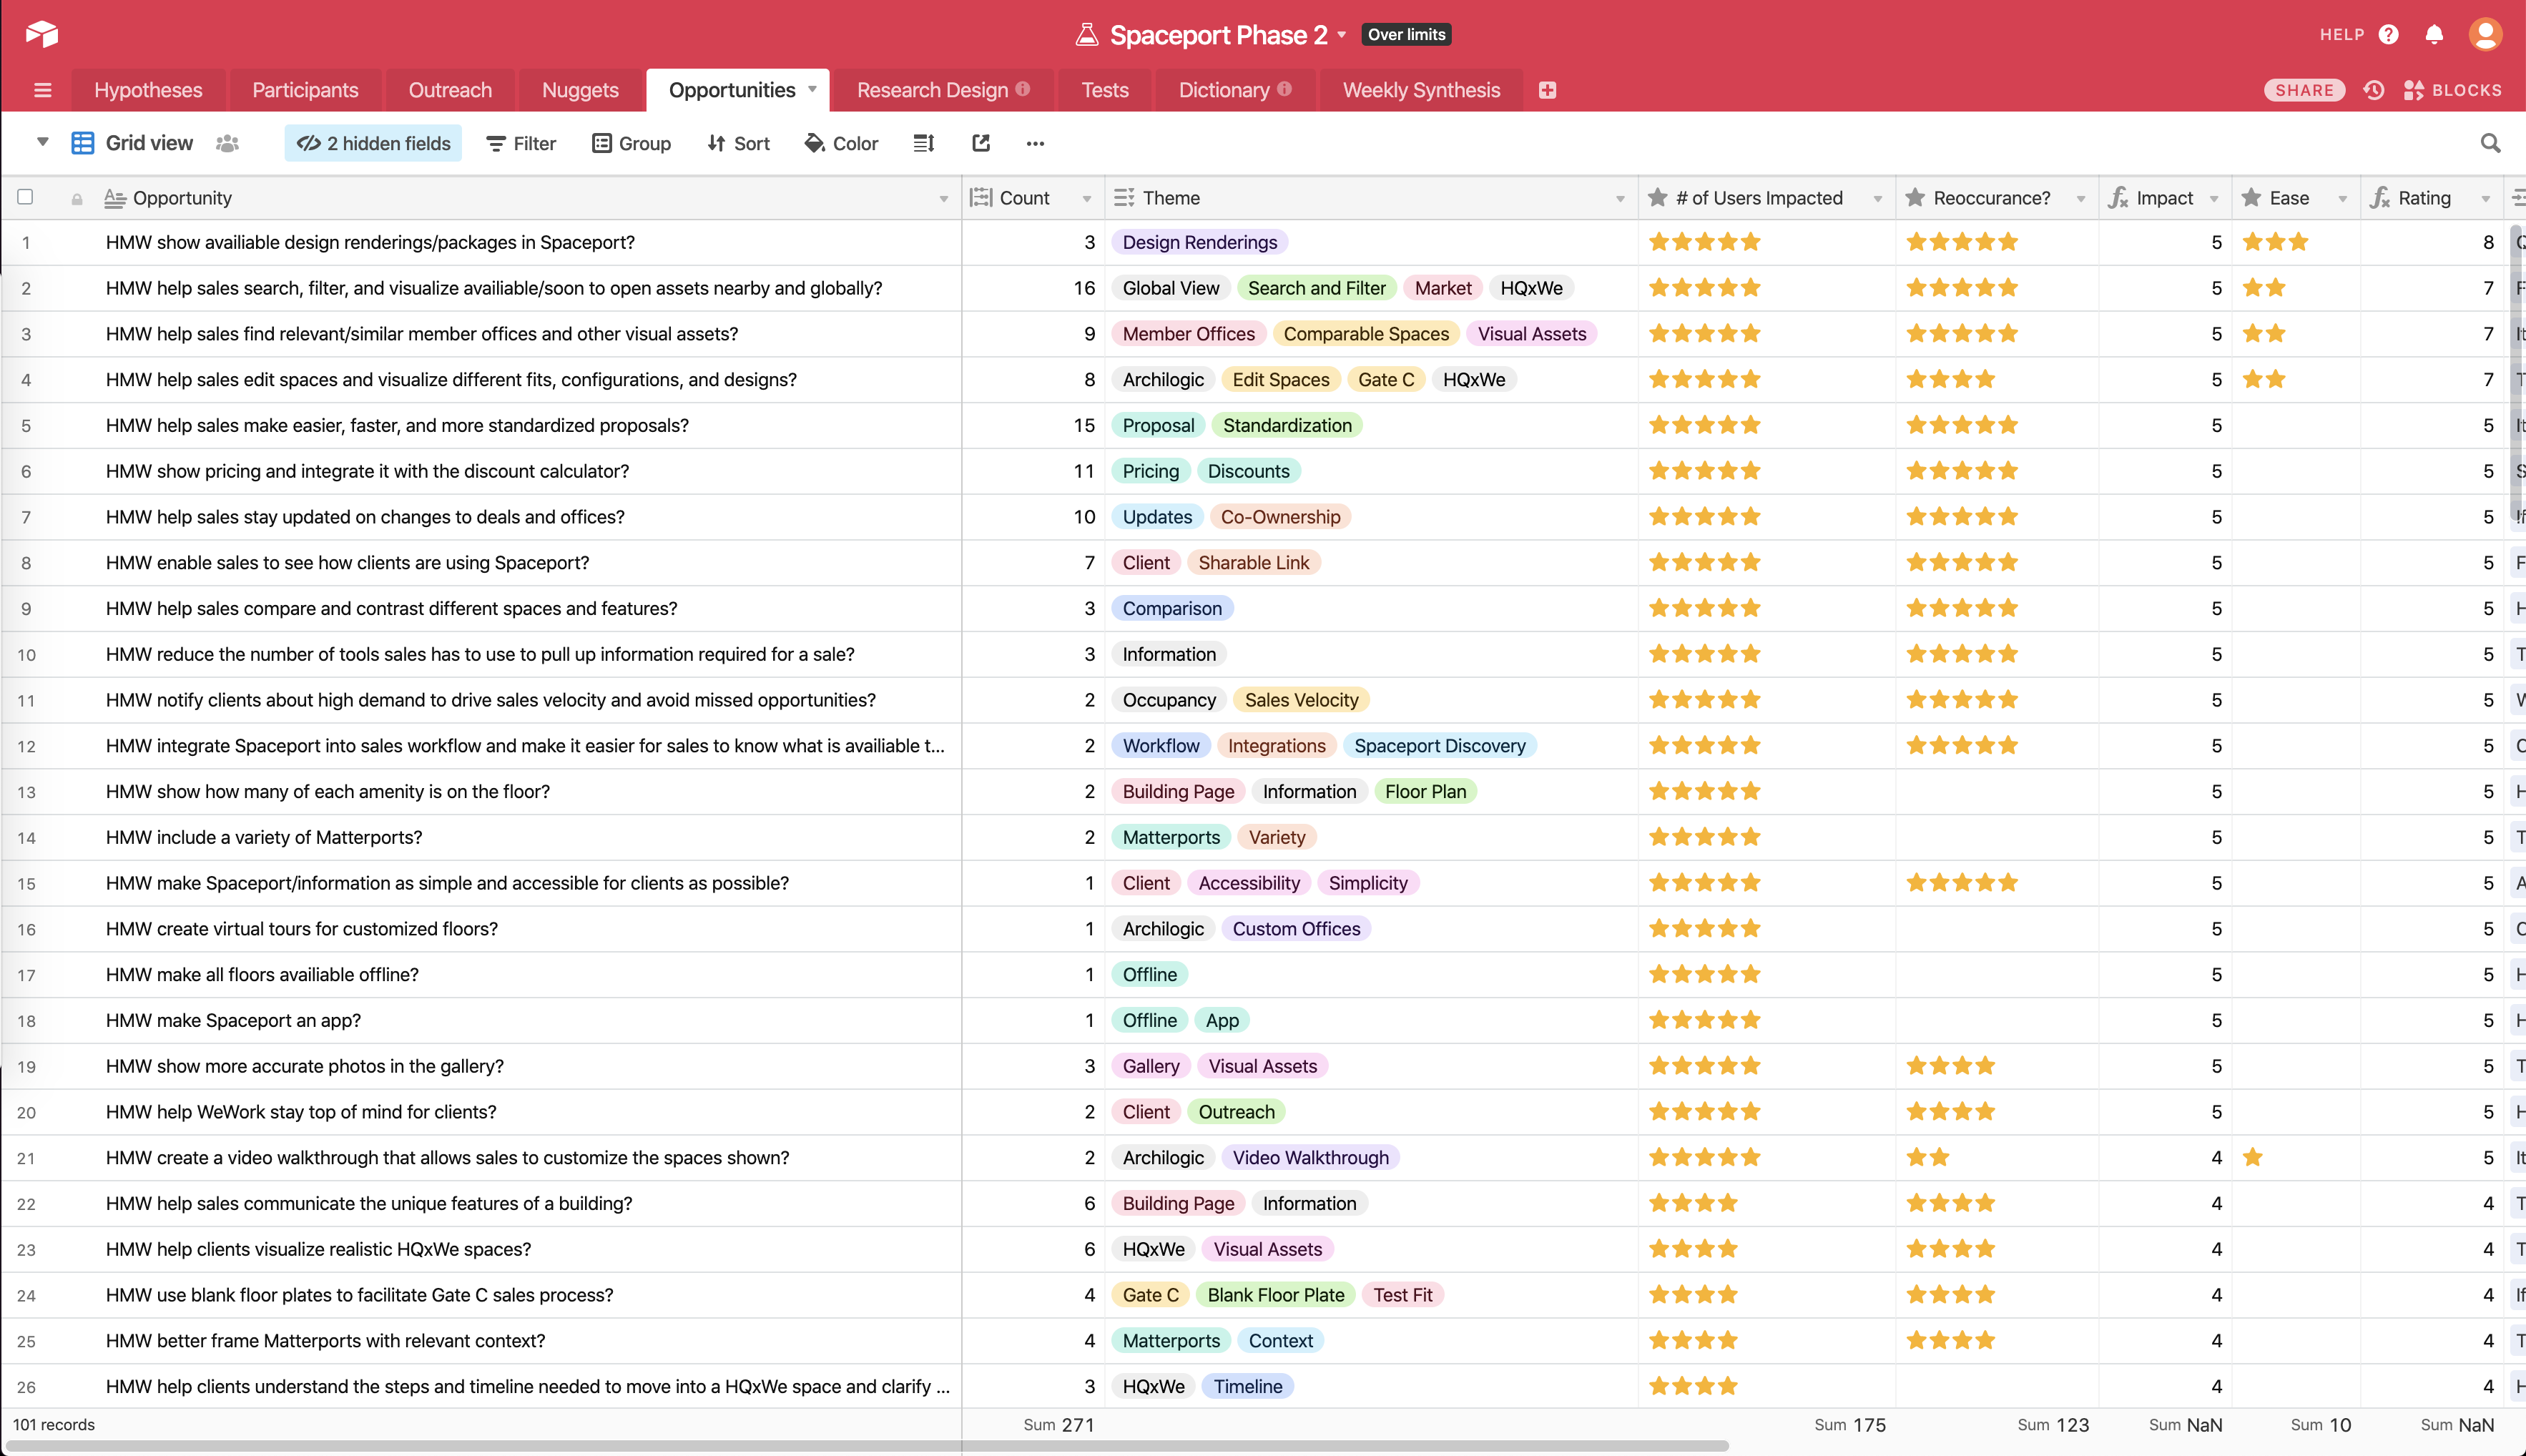 Spaceport Phase 2 Over limits HELP
Hypotheses Participants Outreach Nuggets Opportunities Research Design Tests Dictionary Weekly Synthesis SHARE BLOCKS
Grid view 2 hidden fields Filter Group Sort Color
Opportunity Count Theme # of Users Impacted Reoccurance? Impact Ease Rating
1 HMW show availiable design renderings/packages in Spaceport? 3 Design Renderings 5 8
2 HMW help sales search, filter, and visualize availiable/soon to open assets nearby and globally? 16 Global View Search and Filter Market HQxWe 5 7
3 HMW help sales find relevant/similar member offices and other visual assets? 9 Member Offices Comparable Spaces Visual Assets 5 7
4 HMW help sales edit spaces and visualize different fits, configurations, and designs? 8 Archilogic Edit Spaces Gate C HQxWe 5 7
5 HMW help sales make easier, faster, and more standardized proposals? 15 Proposal Standardization 5 5
6 HMW show pricing and integrate it with the discount calculator? 11 Pricing Discounts 5 5
7 HMW help sales stay updated on changes to deals and offices? 10 Updates Co-Ownership 5 5
8 HMW enable sales to see how clients are using Spaceport? 7 Client Sharable Link 5 5
9 HMW help sales compare and contrast different spaces and features? 3 Comparison 5 5
10 HMW reduce the number of tools sales has to use to pull up information required for a sale? 3 Information 5 5
11 HMW notify clients about high demand to drive sales velocity and avoid missed opportunities? 2 Occupancy Sales Velocity 5 5
12 HMW integrate Spaceport into sales workflow and make it easier for sales to know what is availiable t... 2 Workflow Integrations Spaceport Discovery 5 5
13 HMW show how many of each amenity is on the floor? 2 Building Page Information Floor Plan 5 5
14 HMW include a variety of Matterports? 2 Matterports Variety 5 5
15 HMW make Spaceport/information as simple and accessible for clients as possible? 1 Client Accessibility Simplicity 5 5
16 HMW create virtual tours for customized floors? 1 Archilogic Custom Offices 5 5
17 HMW make all floors availiable offline? 1 Offline 5 5
18 HMW make Spaceport an app? 1 Offline App 5 5
19 HMW show more accurate photos in the gallery? 3 Gallery Visual Assets 5 5
20 HMW help WeWork stay top of mind for clients? 2 Client Outreach 5 5
21 HMW create a video walkthrough that allows sales to customize the spaces shown? 2 Archilogic Video Walkthrough 4 5
22 HMW help sales communicate the unique features of a building? 6 Building Page Information 4 4
23 HMW help clients visualize realistic HQxWe spaces? 6 HQxWe Visual Assets 4 4
24 HMW use blank floor plates to facilitate Gate C sales process? 4 Gate C Blank Floor Plate Test Fit 4 4
25 HMW better frame Matterports with relevant context? 4 Matterports Context 4 4
26 HMW help clients understand the steps and timeline needed to move into a HQxWe space and clarify ... 3 HQxWe Timeline 4 4
101 records Sum 271 Sum 175 Sum 123 Sum NaN Sum 10 Sum NaN